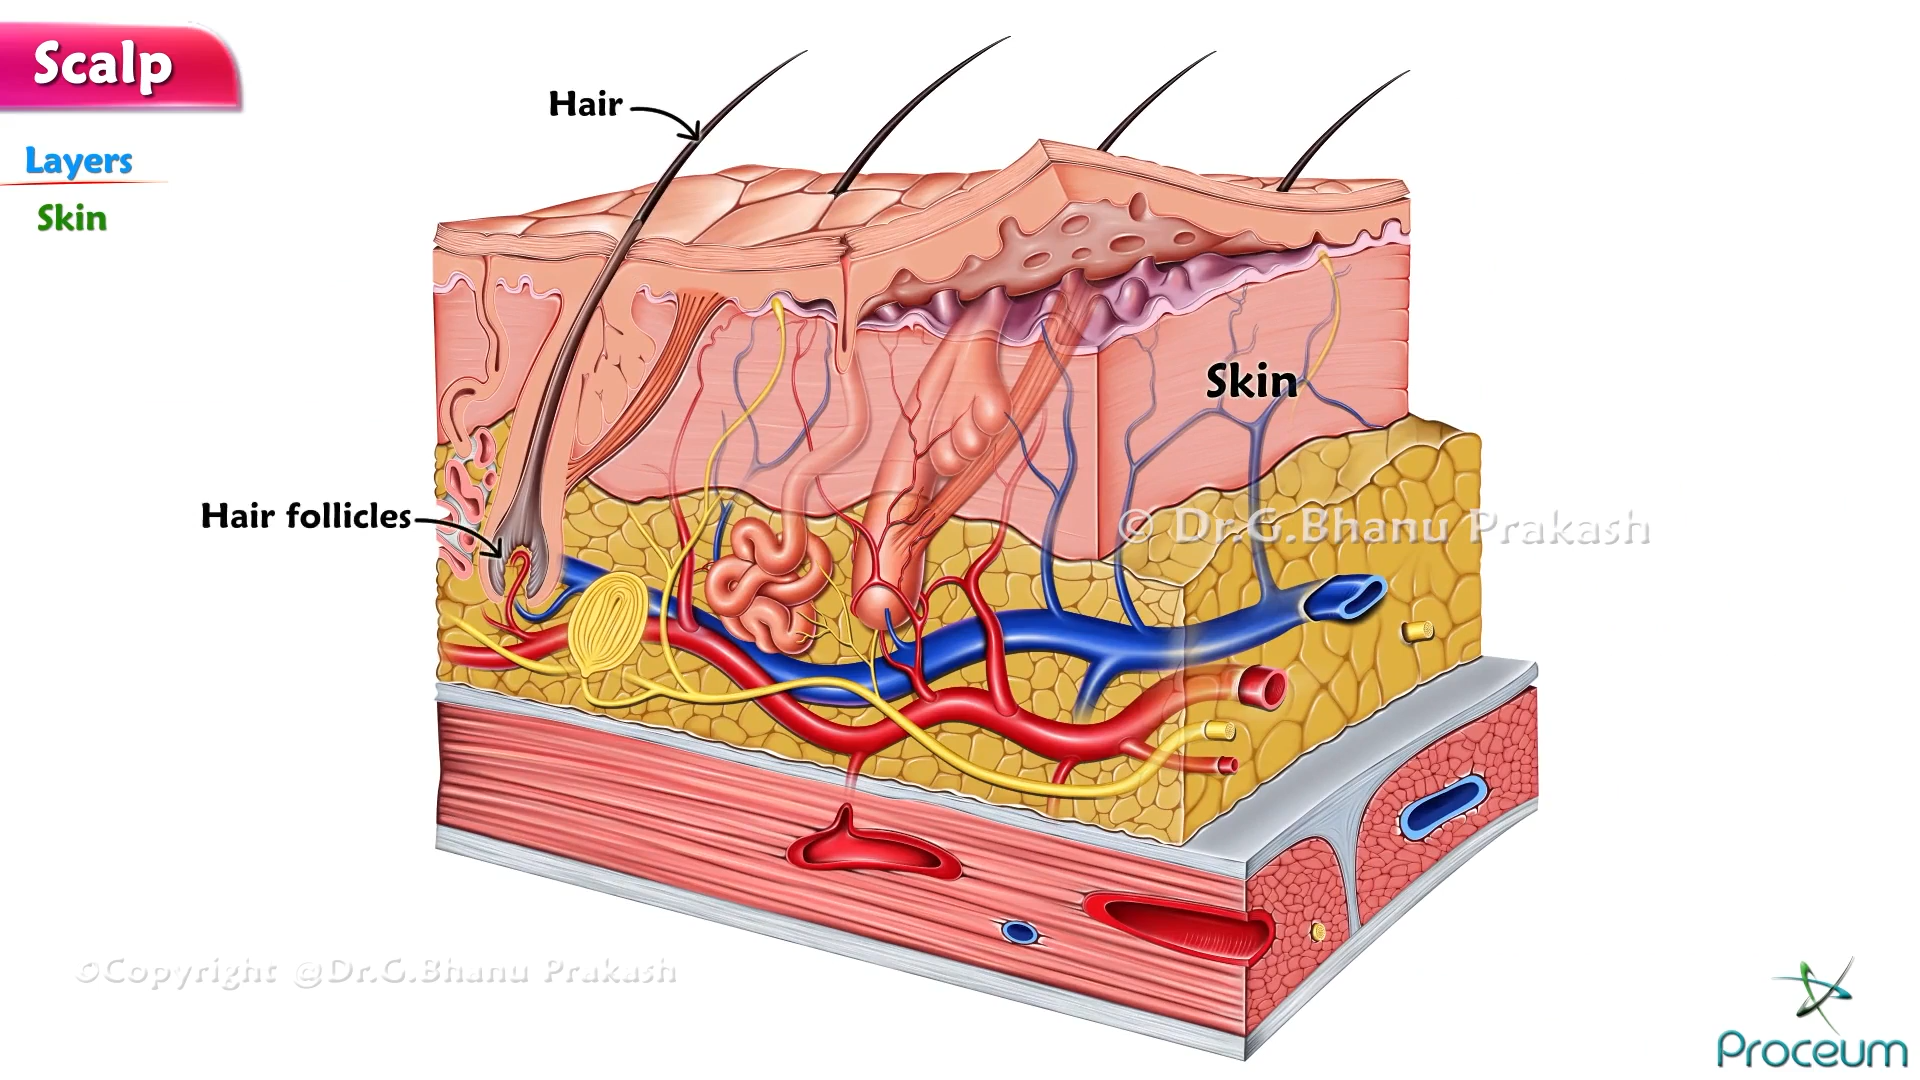 Scalp
Layers
Skin
Hair
Skin
Hair follicles
© Dr.G.Bhanu Prakash
©Copyright @Dr.G.Bhanu Prakash
Proceum